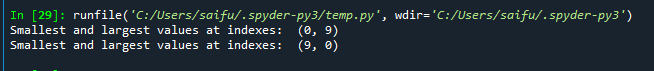 In [29]: runfile('C:/Users/saifu/.spyder-py3/temp.py', wdir='C:/Users/saifu/.spyder-py3')
Smallest and largest values at indexes:  (0, 9)
Smallest and largest values at indexes:  (9, 0)